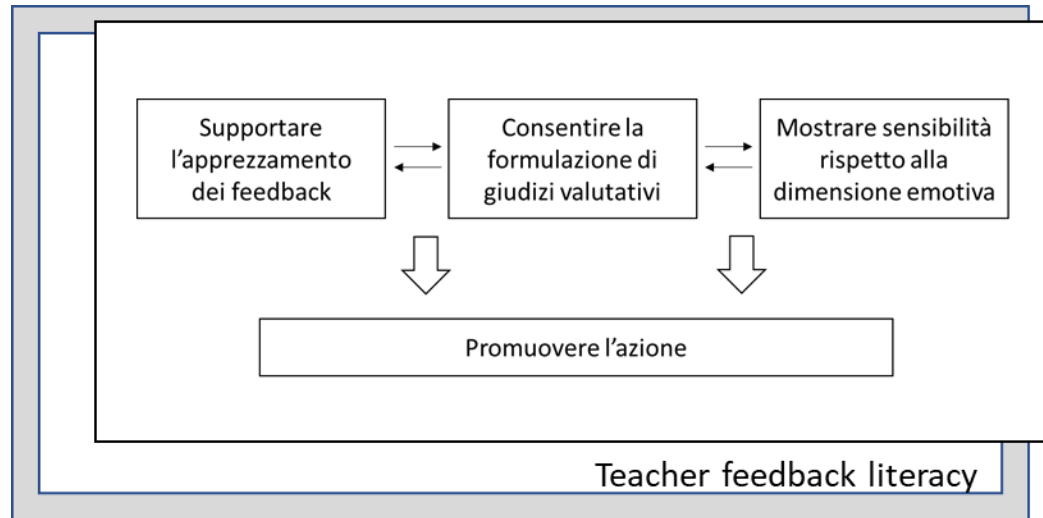 Supportare
l’apprezzamento
dei feedback
Consentire la
formulazione di
giudizi valutativi
Mostrare sensibilità
rispetto alla
dimensione emotiva
Promuovere l’azione
Teacher feedback literacy